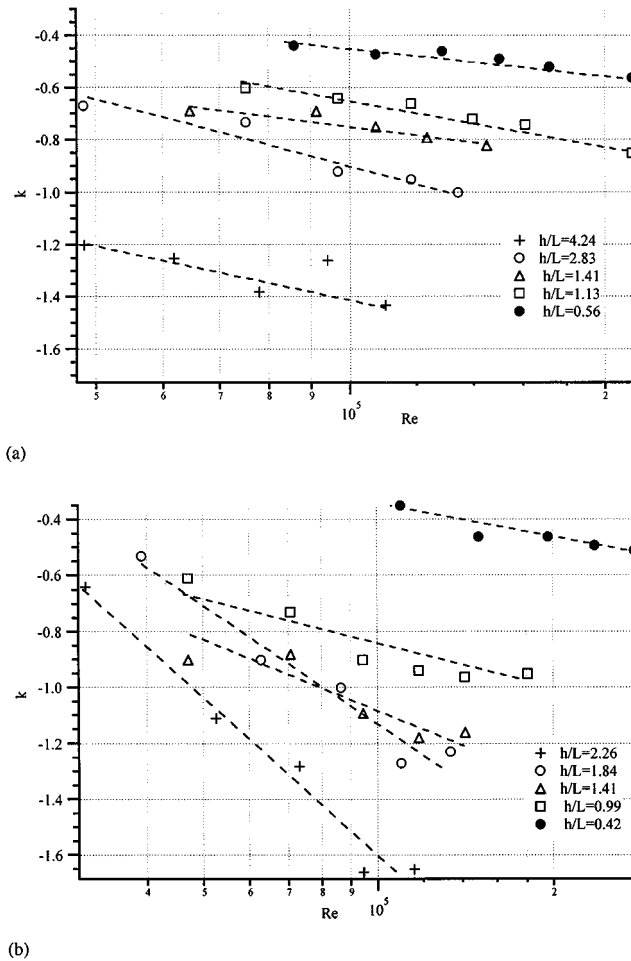 -0.4
-0.6
-0.8
-1.0
-1.2
-1.4
-1.6
k
+ h/L=4.24
○ h/L=2.83
△ h/L=1.41
□ h/L=1.13
● h/L=0.56
5 6 7 8 9 10⁵ 2
Re
(a)
-0.4
-0.6
-0.8
-1.0
-1.2
-1.4
-1.6
k
+ h/L=2.26
○ h/L=1.84
△ h/L=1.41
□ h/L=0.99
● h/L=0.42
4 5 6 7 8 9 10⁵ 2
Re
(b)